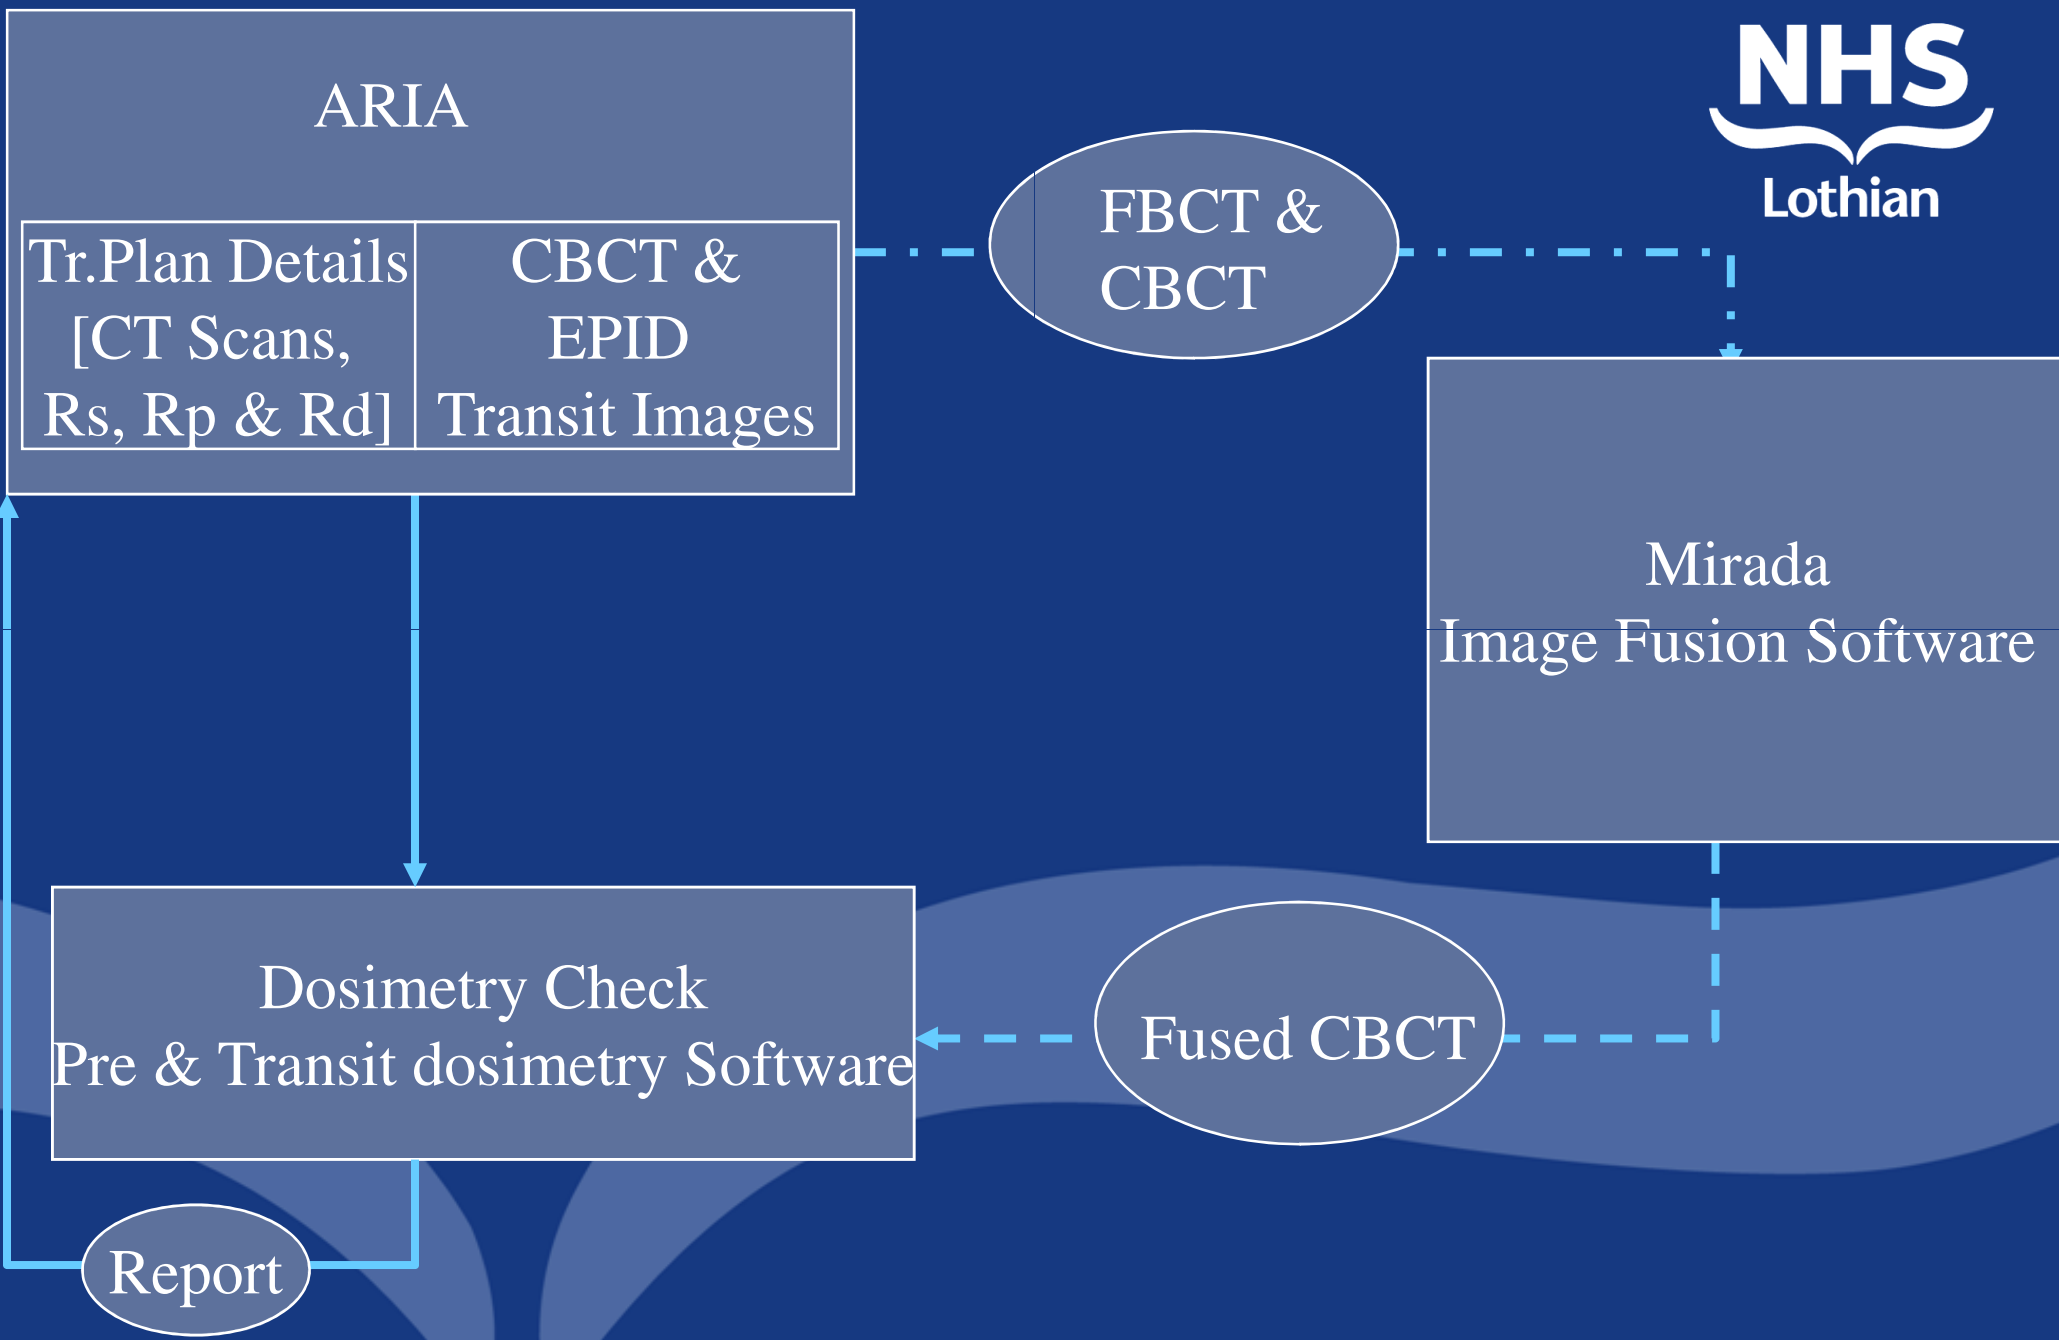 ARIA
Tr.Plan Details
[CT Scans,
Rs, Rp & Rd]
CBCT &
EPID
Transit Images
FBCT &
CBCT
NHS
Lothian
Mirada
Image Fusion Software
Dosimetry Check
Pre & Transit dosimetry Software
Fused CBCT
Report